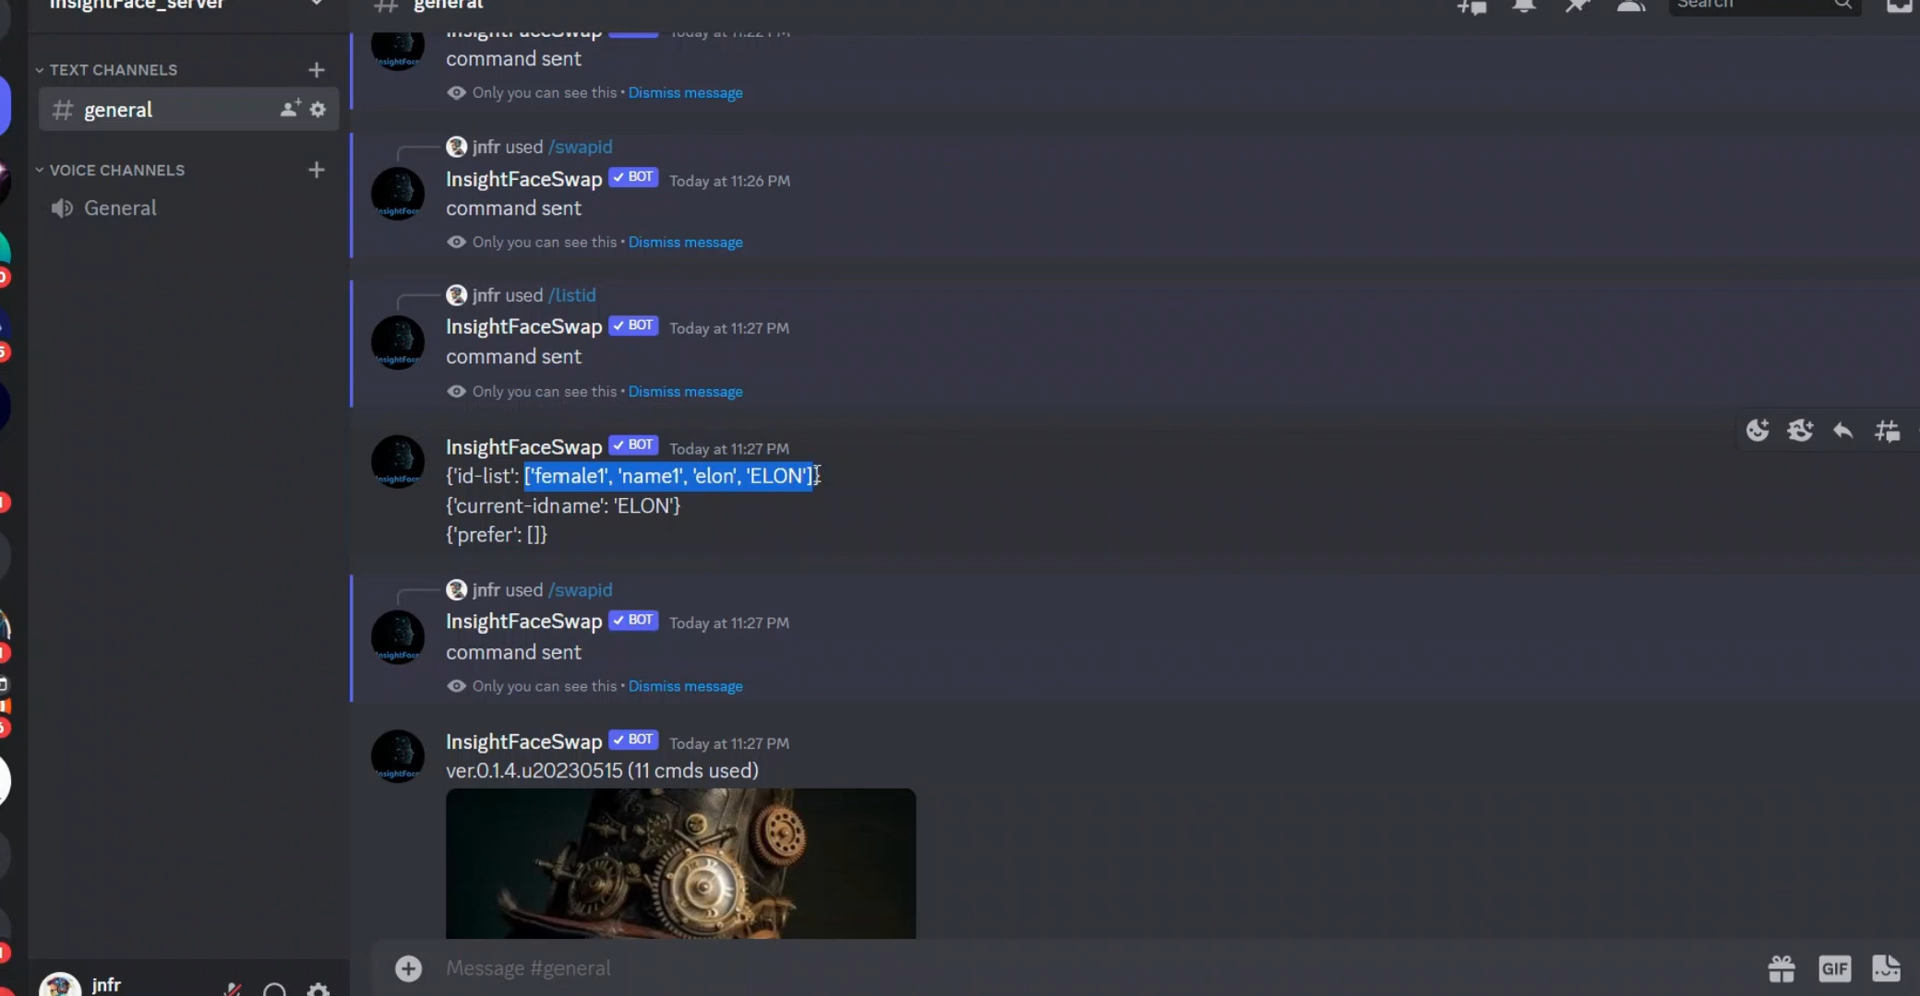 InsightFace_server
TEXT CHANNELS
general
VOICE CHANNELS
General
jnfr
# general
Search
InsightFaceSwap Today at 11:22 PM
command sent
Only you can see this • Dismiss message
jnfr used /swapid
InsightFaceSwap ✓ BOT Today at 11:26 PM
command sent
Only you can see this • Dismiss message
jnfr used /listid
InsightFaceSwap ✓ BOT Today at 11:27 PM
command sent
Only you can see this • Dismiss message
InsightFaceSwap ✓ BOT Today at 11:27 PM
{'id-list': ['female1', 'name1', 'elon', 'ELON']}
{'current-idname': 'ELON'}
{'prefer': []}
jnfr used /swapid
InsightFaceSwap ✓ BOT Today at 11:27 PM
command sent
Only you can see this • Dismiss message
InsightFaceSwap ✓ BOT Today at 11:27 PM
ver.0.1.4.u20230515 (11 cmds used)
Message #general
GIF